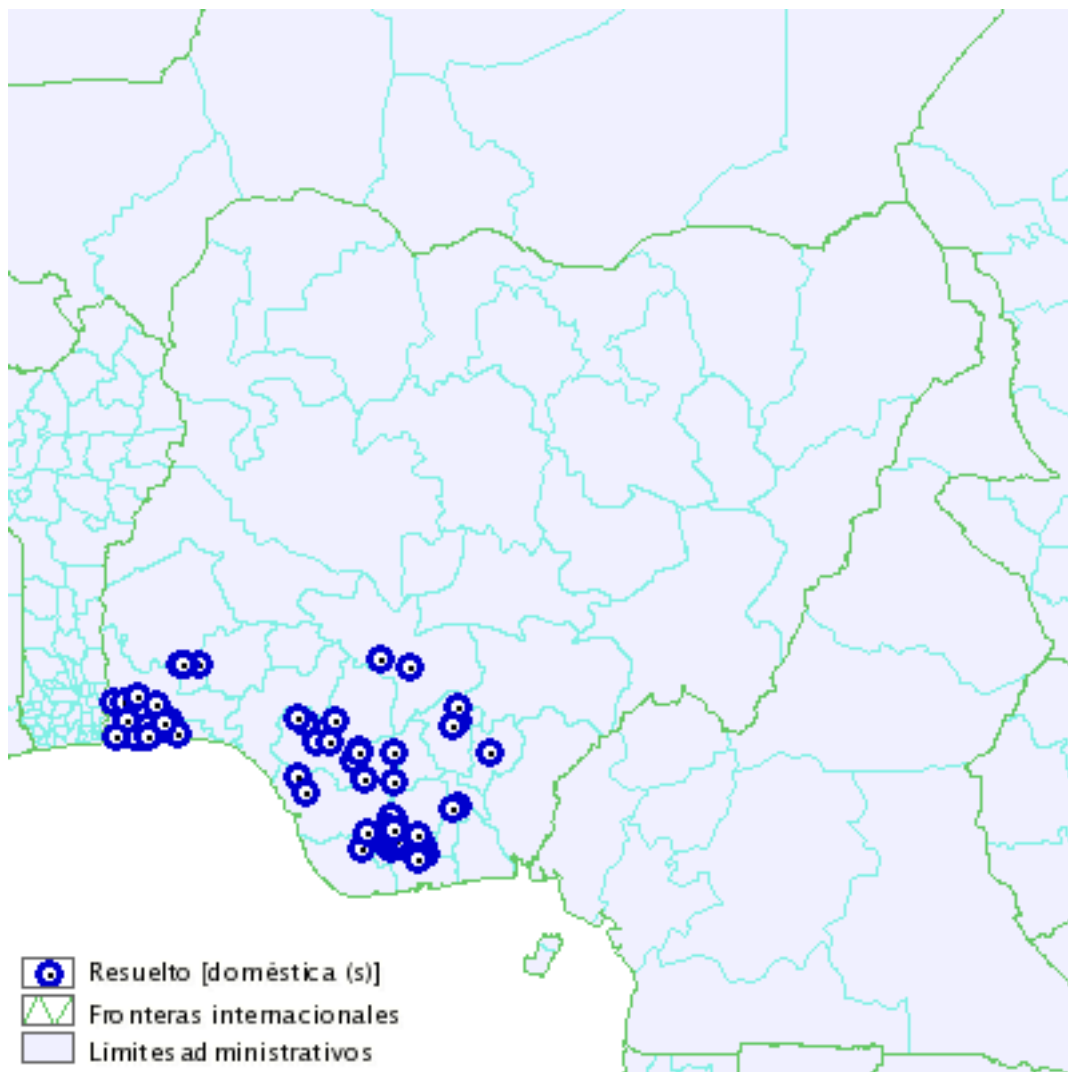 Resuelto [doméstica (s)]
Fronteras internacionales
Límites administrativos